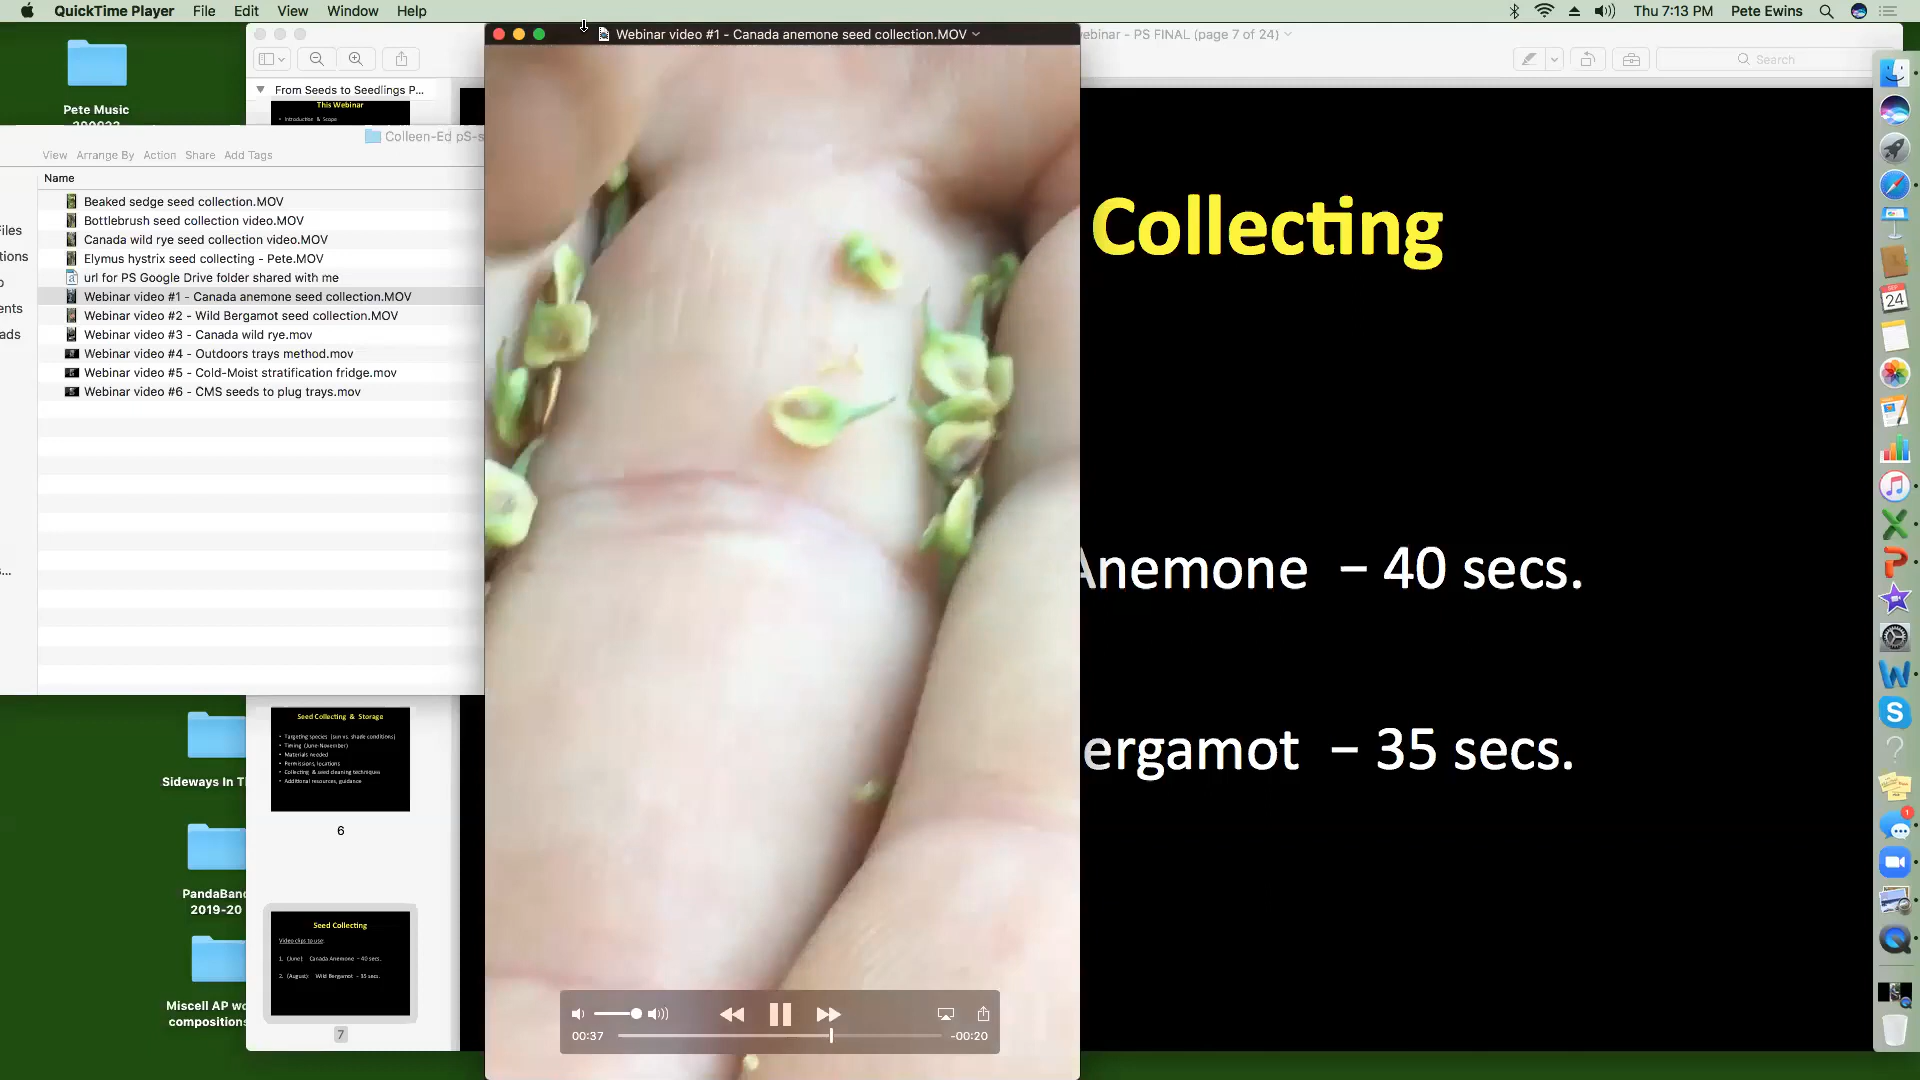 QuickTime Player File Edit View Window Help
Thu 7:13 PM Pete Ewins
Webinar video #1 - Canada anemone seed collection.MOV
ebinar - PS FINAL (page 7 of 24)
Search
Pete Music
From Seeds to Seedlings P...
This Webinar
Introduction & Scope
Colleen-Ed pS-s
View Arrange By Action Share Add Tags
Name
Beaked sedge seed collection.MOV
Bottlebrush seed collection video.MOV
Canada wild rye seed collection video.MOV
Elymus hystrix seed collecting - Pete.MOV
url for PS Google Drive folder shared with me
Webinar video #1 - Canada anemone seed collection.MOV
Webinar video #2 - Wild Bergamot seed collection.MOV
Webinar video #3 - Canada wild rye.mov
Webinar video #4 - Outdoors trays method.mov
Webinar video #5 - Cold-Moist stratification fridge.mov
Webinar video #6 - CMS seeds to plug trays.mov
iles
ations
ents
ads
Collecting
Anemone – 40 secs.
ergamot – 35 secs.
Seed Collecting & Storage
• Targeting species (sun vs. shade conditions)
• Timing (June-November)
• Materials needed
• Permissions, locations
• Collecting & seed cleaning techniques
• Additional resources, guidance
6
Seed Collecting
Video clips to use:
1. (June) Canada Anemone – 40 secs.
2. (August) Wild Bergamot – 35 secs.
7
Sideways In T
PandaBand
2019-20
Miscell AP wo
compositions
00:37
-00:20
SEP
24
1